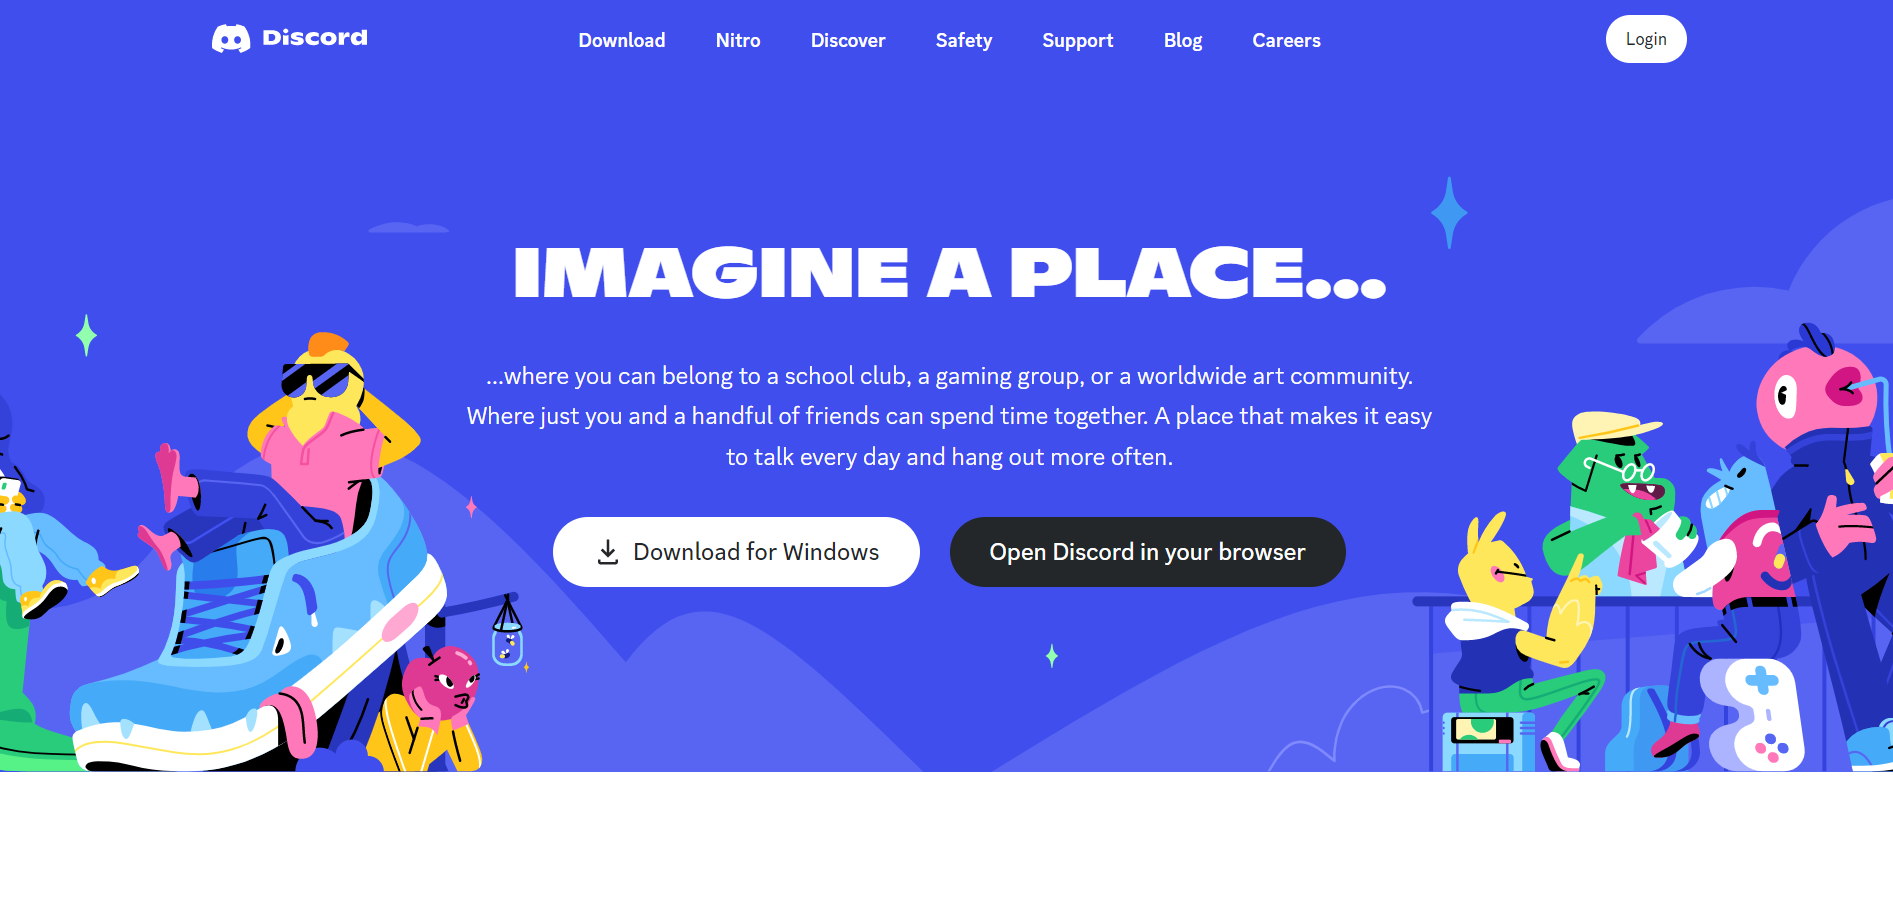 Discord
Download Nitro Discover Safety Support Blog Careers
Login
IMAGINE A PLACE...
...where you can belong to a school club, a gaming group, or a worldwide art community.
Where just you and a handful of friends can spend time together. A place that makes it easy
to talk every day and hang out more often.
Download for Windows
Open Discord in your browser